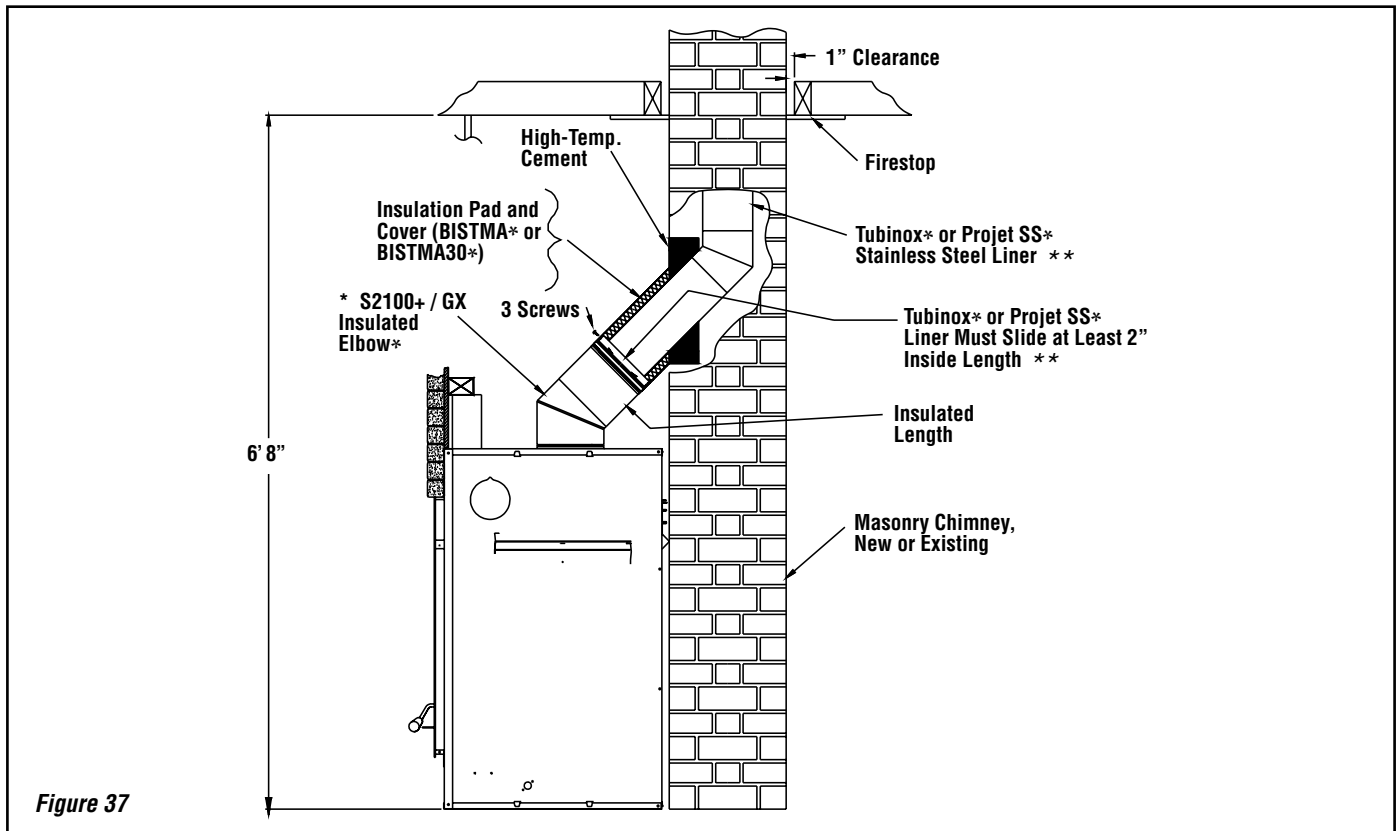 1” Clearance
High-Temp.
Cement
Firestop
Insulation Pad and
Cover (BISTMA* or
BISTMA30*)
Tubinox* or Projet SS*
Stainless Steel Liner **
* S2100+ / GX
Insulated
Elbow*
3 Screws
Tubinox* or Projet SS*
Liner Must Slide at Least 2”
Inside Length **
Insulated
Length
6’ 8”
Masonry Chimney,
New or Existing
Figure 37